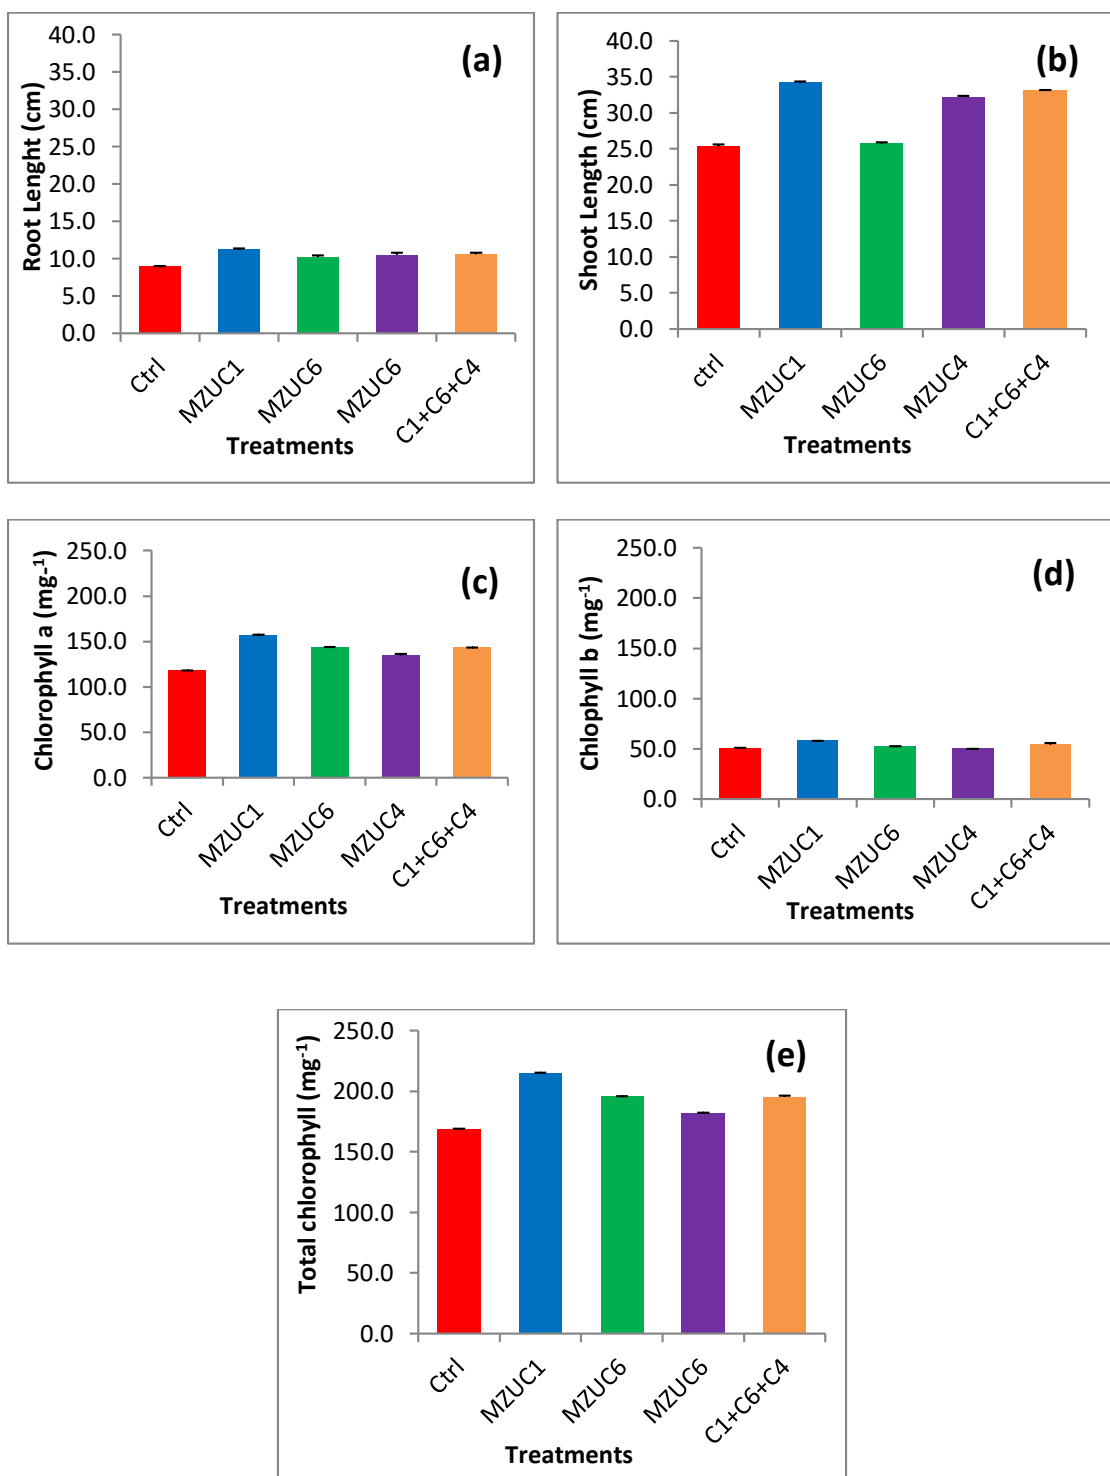 (a)
Root Lenght (cm)
40.0
35.0
30.0
25.0
20.0
15.0
10.0
5.0
0.0
Ctrl
MZUC1
MZUC6
MZUC6
C1+C6+C4
Treatments
(b)
Shoot Length (cm)
40.0
35.0
30.0
25.0
20.0
15.0
10.0
5.0
0.0
ctrl
MZUC1
MZUC6
MZUC4
C1+C6+C4
Treatments
(c)
Chlorophyll a (mg-¹)
250.0
200.0
150.0
100.0
50.0
0.0
Ctrl
MZUC1
MZUC6
MZUC4
C1+C6+C4
Treatments
(d)
Chlophyll b (mg⁻¹)
250.0
200.0
150.0
100.0
50.0
0.0
Ctrl
MZUC1
MZUC6
MZUC4
C1+C6+C4
Treatments
(e)
Total chlorophyll (mg⁻¹)
250.0
200.0
150.0
100.0
50.0
0.0
Ctrl
MZUC1
MZUC6
MZUC6
C1+C6+C4
Treatments